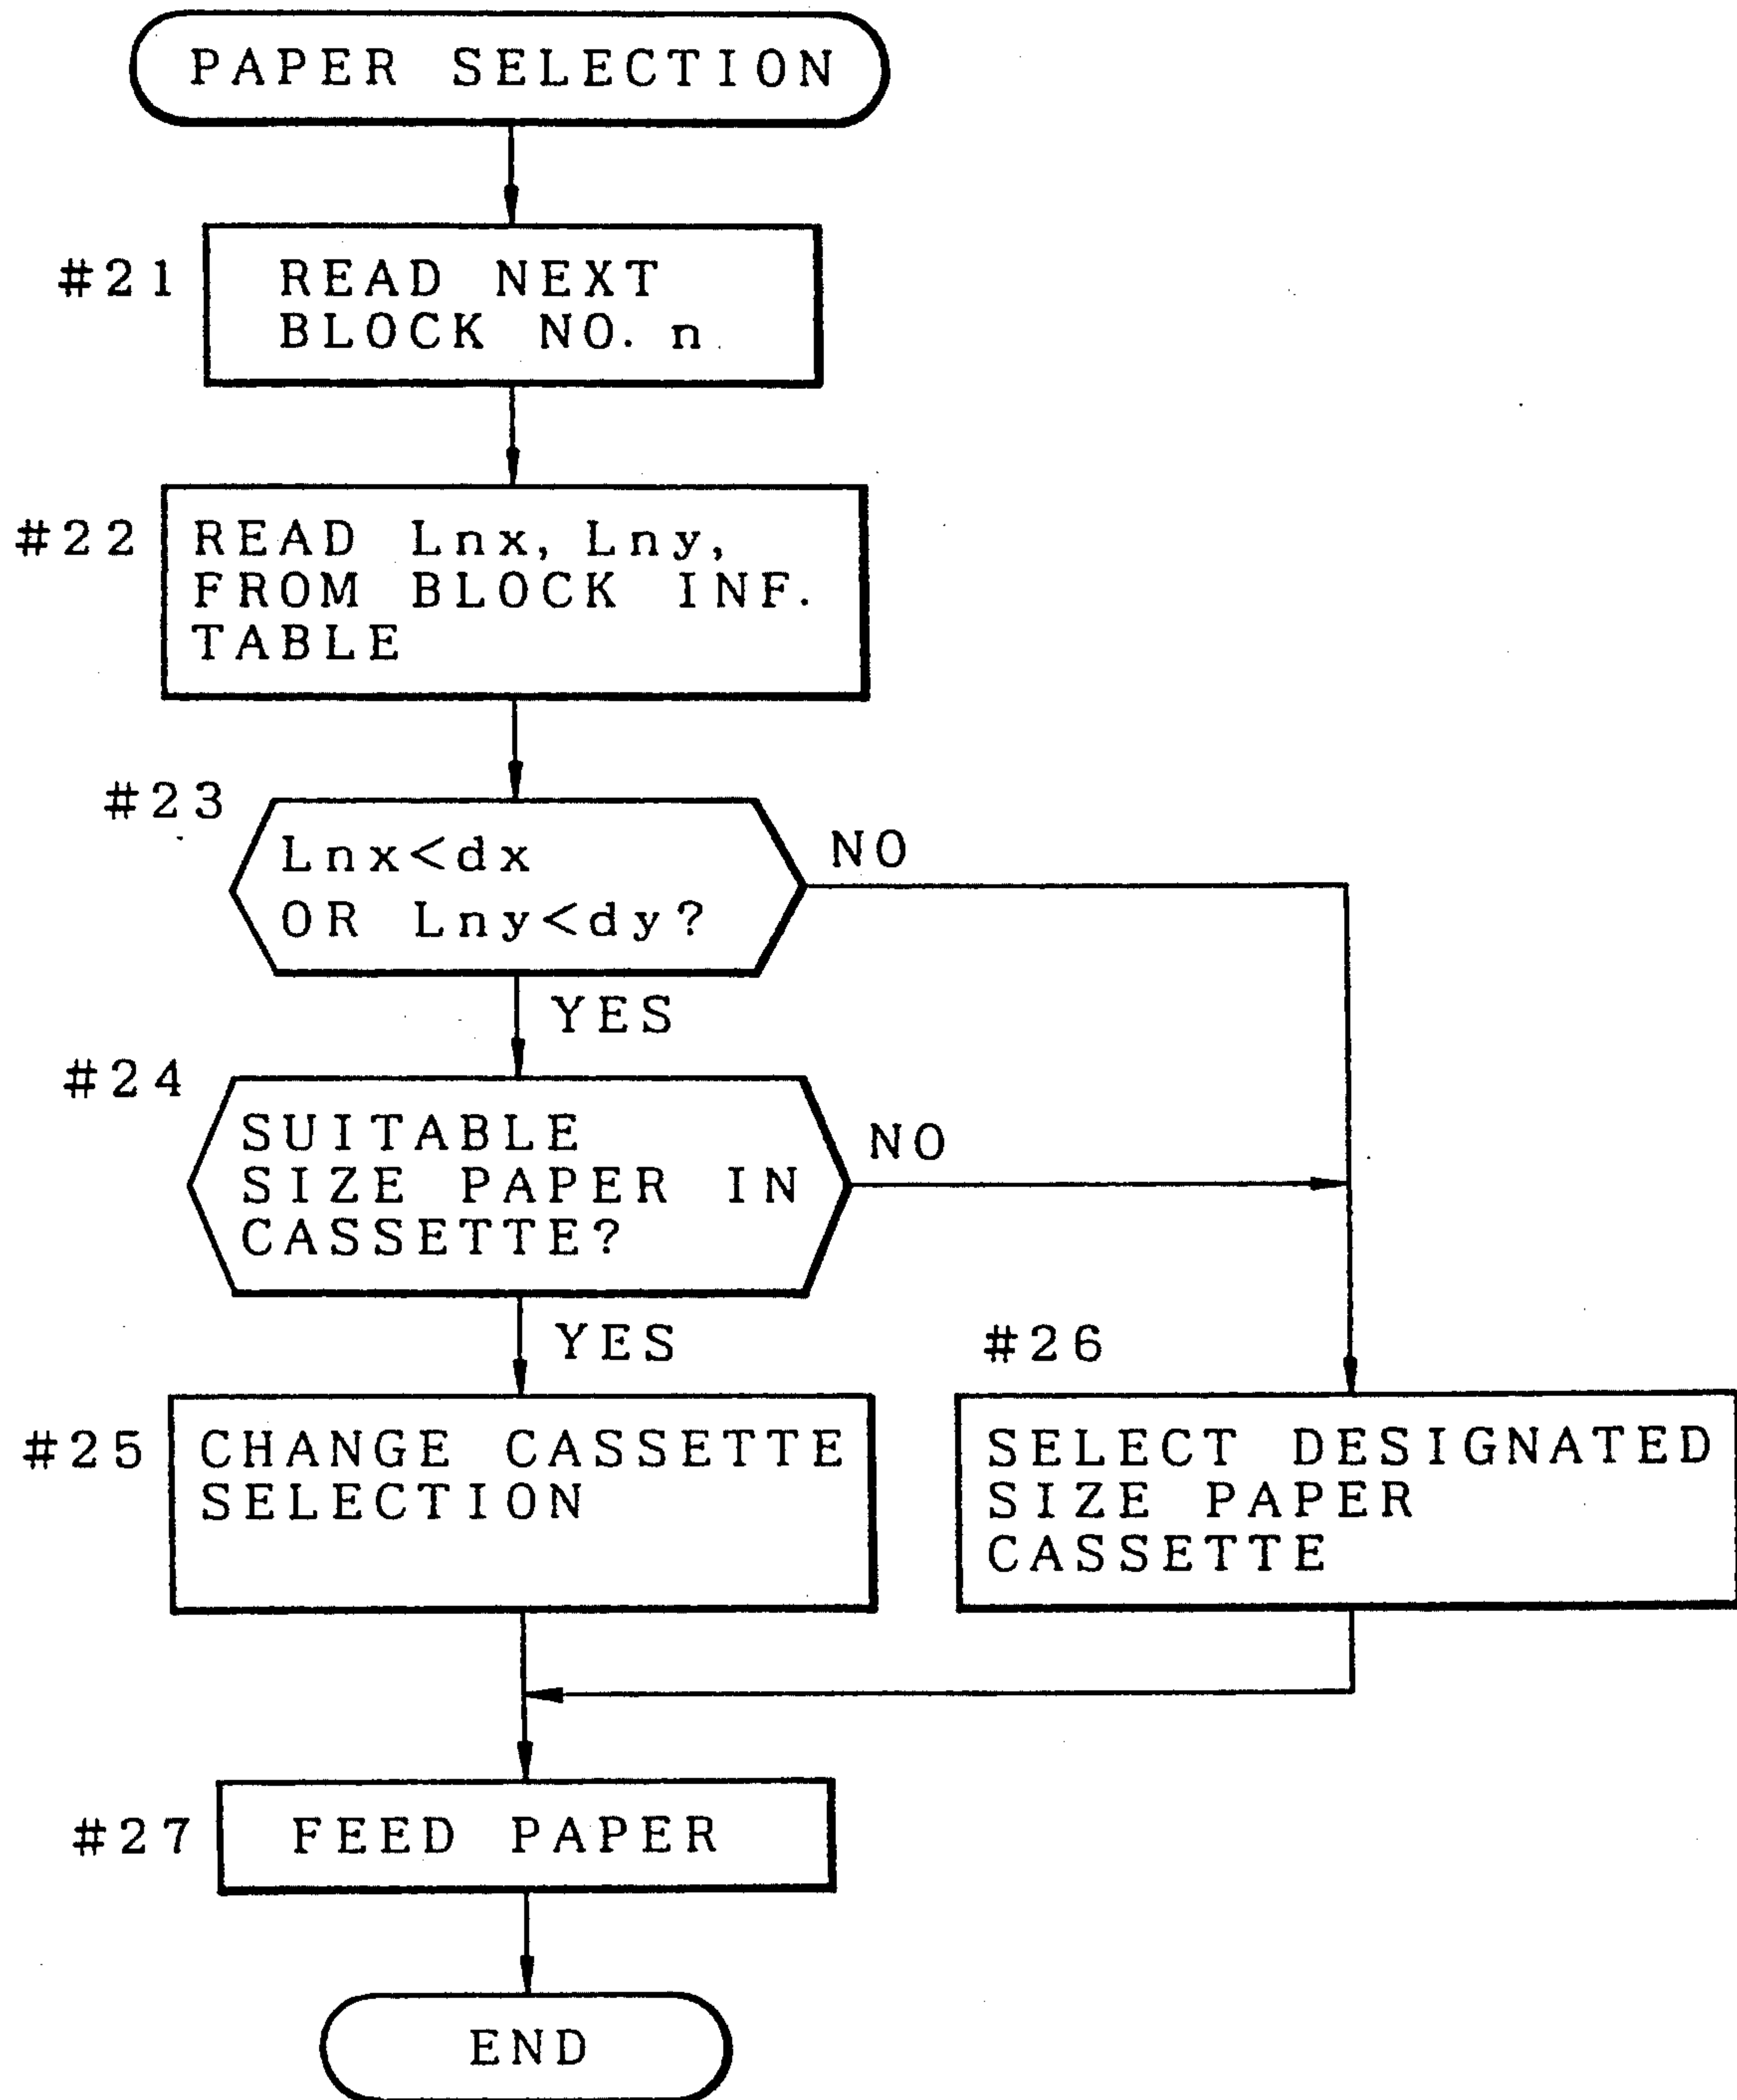 PAPER SELECTION
#21
READ NEXT
BLOCK NO. n
#22
READ Lnx, Lny,
FROM BLOCK INF.
TABLE
#23
Lnx<dx
OR Lny<dy?
NO
YES
#24
SUITABLE
SIZE PAPER IN
CASSETTE?
NO
YES
#25
CHANGE CASSETTE
SELECTION
#26
SELECT DESIGNATED
SIZE PAPER
CASSETTE
#27
FEED PAPER
END